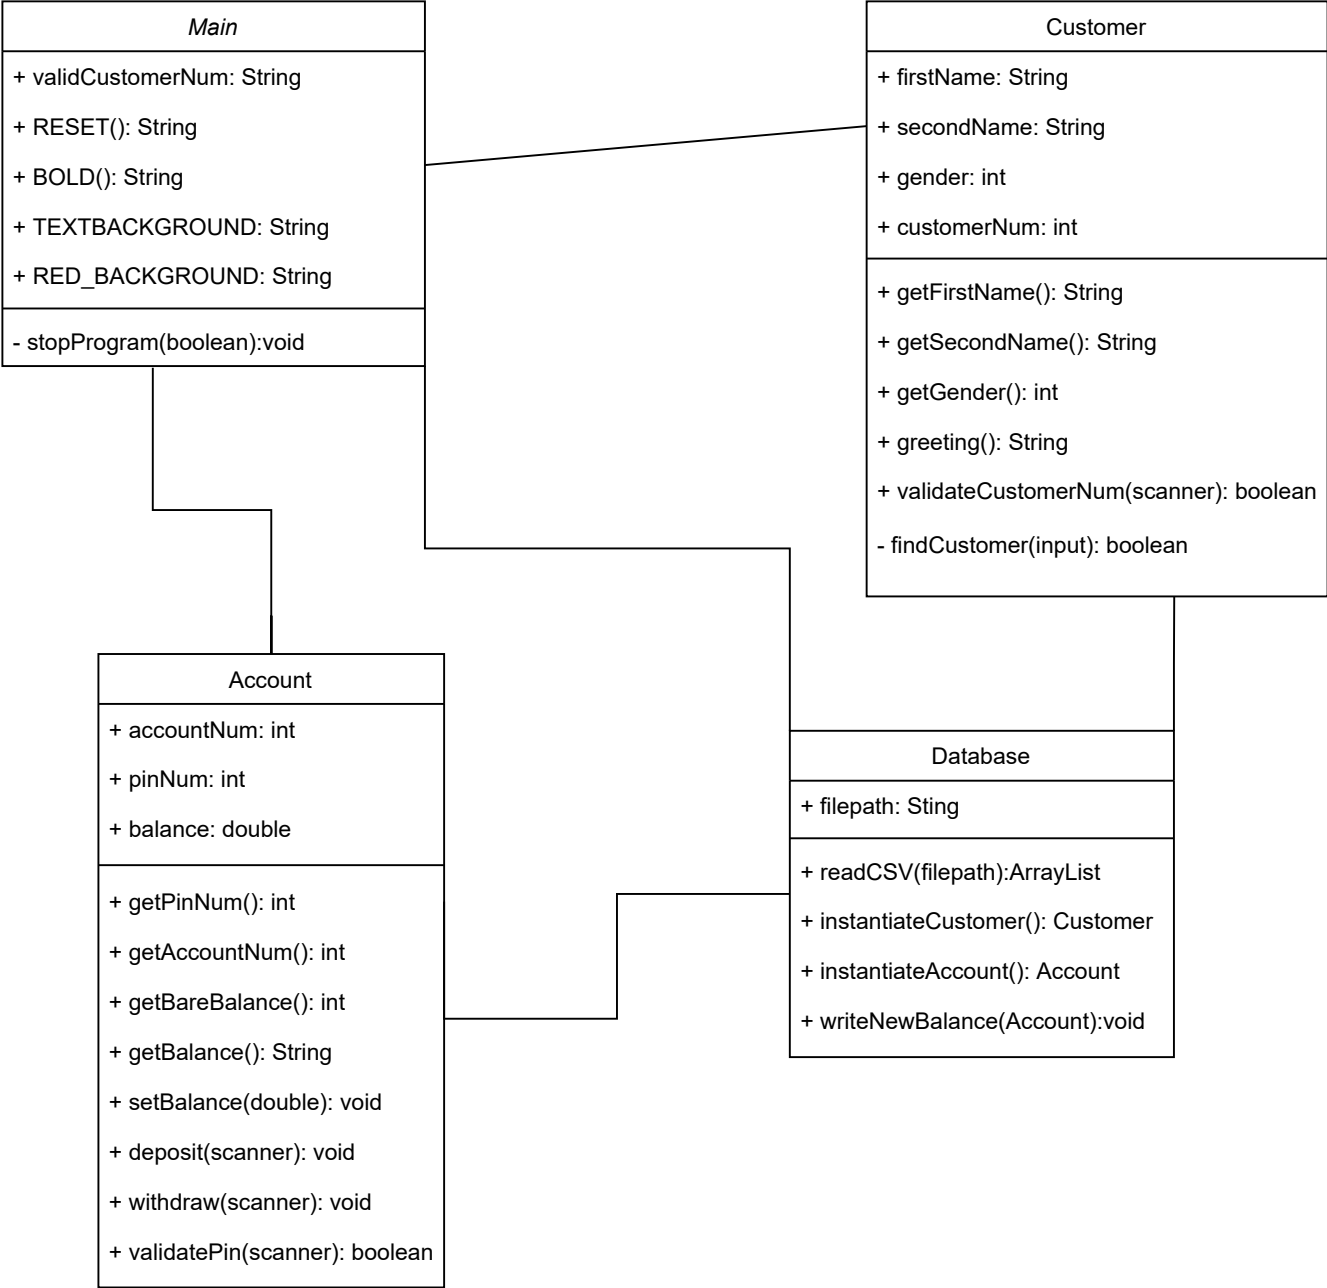 Main
+ validCustomerNum: String
+ RESET(): String
+ BOLD(): String
+ TEXTBACKGROUND: String
+ RED_BACKGROUND: String
- stopProgram(boolean):void
Customer
+ firstName: String
+ secondName: String
+ gender: int
+ customerNum: int
+ getFirstName(): String
+ getSecondName(): String
+ getGender(): int
+ greeting(): String
+ validateCustomerNum(scanner): boolean
- findCustomer(input): boolean
Account
+ accountNum: int
+ pinNum: int
+ balance: double
+ getPinNum(): int
+ getAccountNum(): int
+ getBareBalance(): int
+ getBalance(): String
+ setBalance(double): void
+ deposit(scanner): void
+ withdraw(scanner): void
+ validatePin(scanner): boolean
Database
+ filepath: Sting
+ readCSV(filepath):ArrayList
+ instantiateCustomer(): Customer
+ instantiateAccount(): Account
+ writeNewBalance(Account):void